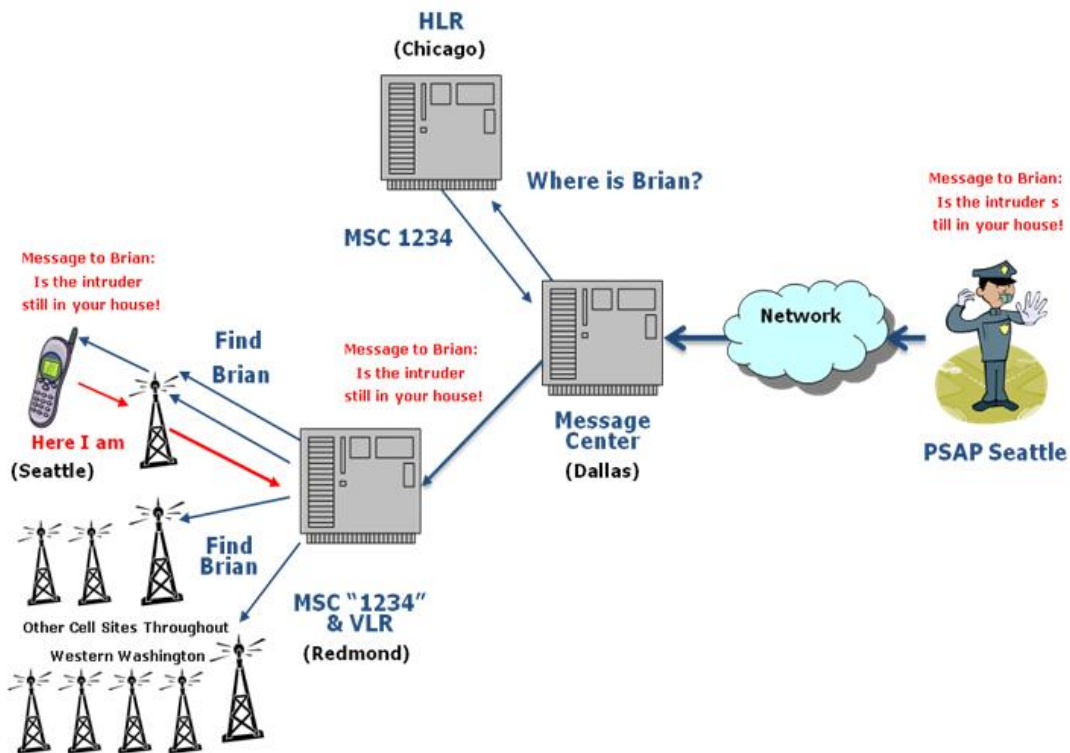 HLR
(Chicago)
Where is Brian?
MSC 1234
Message to Brian:
Is the intruder s
till in your house!
Message to Brian:
Is the intruder
still in your house!
Network
Find
Brian
Message to Brian:
Is the intruder
still in your house!
Here I am
(Seattle)
Message
Center
(Dallas)
PSAP Seattle
Find
Brian
MSC “1234”
& VLR
(Redmond)
Other Cell Sites Throughout
Western Washington